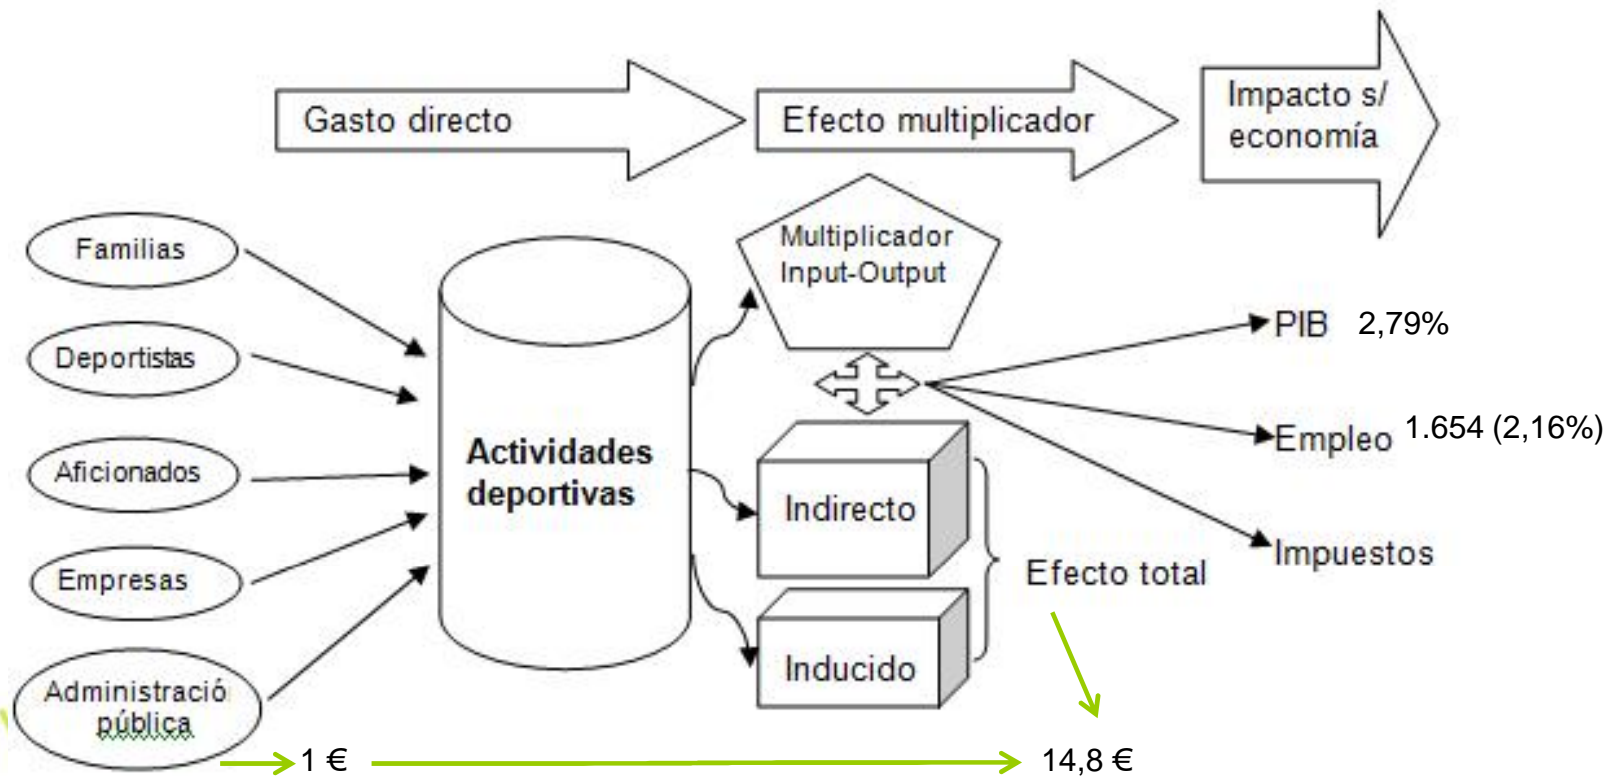 Gasto directo
Efecto multiplicador
Impacto s/
economía
Familias
Deportistas
Aficionados
Empresas
Administració
pública
Actividades
deportivas
Multiplicador
Input-Output
Indirecto
Inducido
Efecto total
PIB 2,79%
Empleo 1.654 (2,16%)
Impuestos
1 €
14,8 €